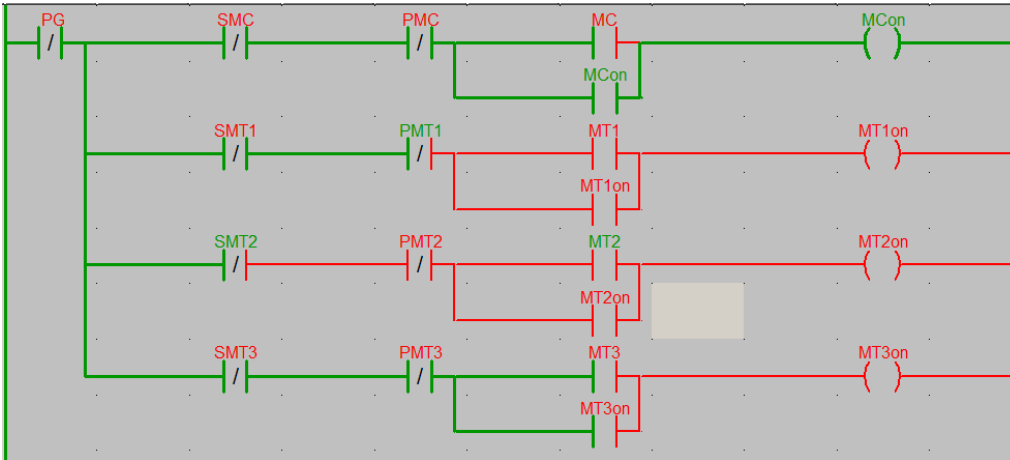 PG SMC PMC MC MCon
MCon
SMT1 PMT1 MT1 MT1on
MT1on
SMT2 PMT2 MT2 MT2on
MT2on
SMT3 PMT3 MT3 MT3on
MT3on